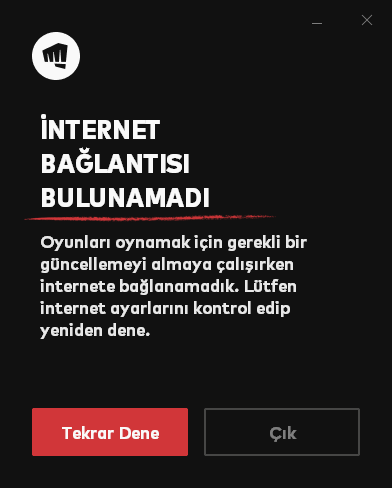 İNTERNET
BAĞLANTISI
BULUNAMADI
Oyunları oynamak için gerekli bir
güncellemeyi almaya çalışırken
internete bağlanamadık. Lütfen
internet ayarlarını kontrol edip
yeniden dene.
Tekrar Dene
Çık